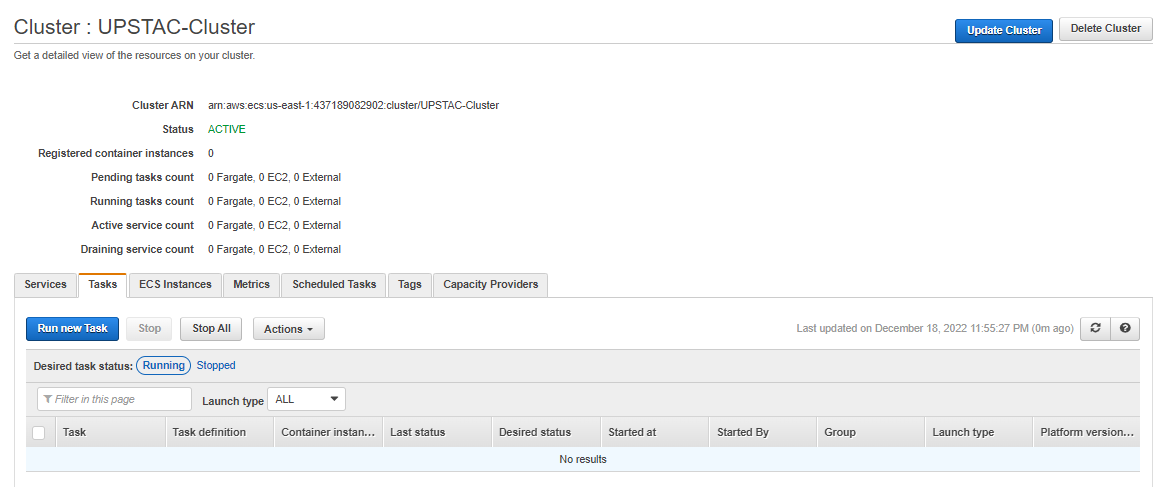 Cluster : UPSTAC-Cluster
Update Cluster Delete Cluster
Get a detailed view of the resources on your cluster.
Cluster ARN arn:aws:ecs:us-east-1:437189082902:cluster/UPSTAC-Cluster
Status ACTIVE
Registered container instances 0
Pending tasks count 0 Fargate, 0 EC2, 0 External
Running tasks count 0 Fargate, 0 EC2, 0 External
Active service count 0 Fargate, 0 EC2, 0 External
Draining service count 0 Fargate, 0 EC2, 0 External
Services Tasks ECS Instances Metrics Scheduled Tasks Tags Capacity Providers
Run new Task Stop Stop All Actions Last updated on December 18, 2022 11:55:27 PM (0m ago)
Desired task status: Running Stopped
Filter in this page Launch type ALL
Task Task definition Container instan... Last status Desired status Started at Started By Group Launch type Platform version...
No results